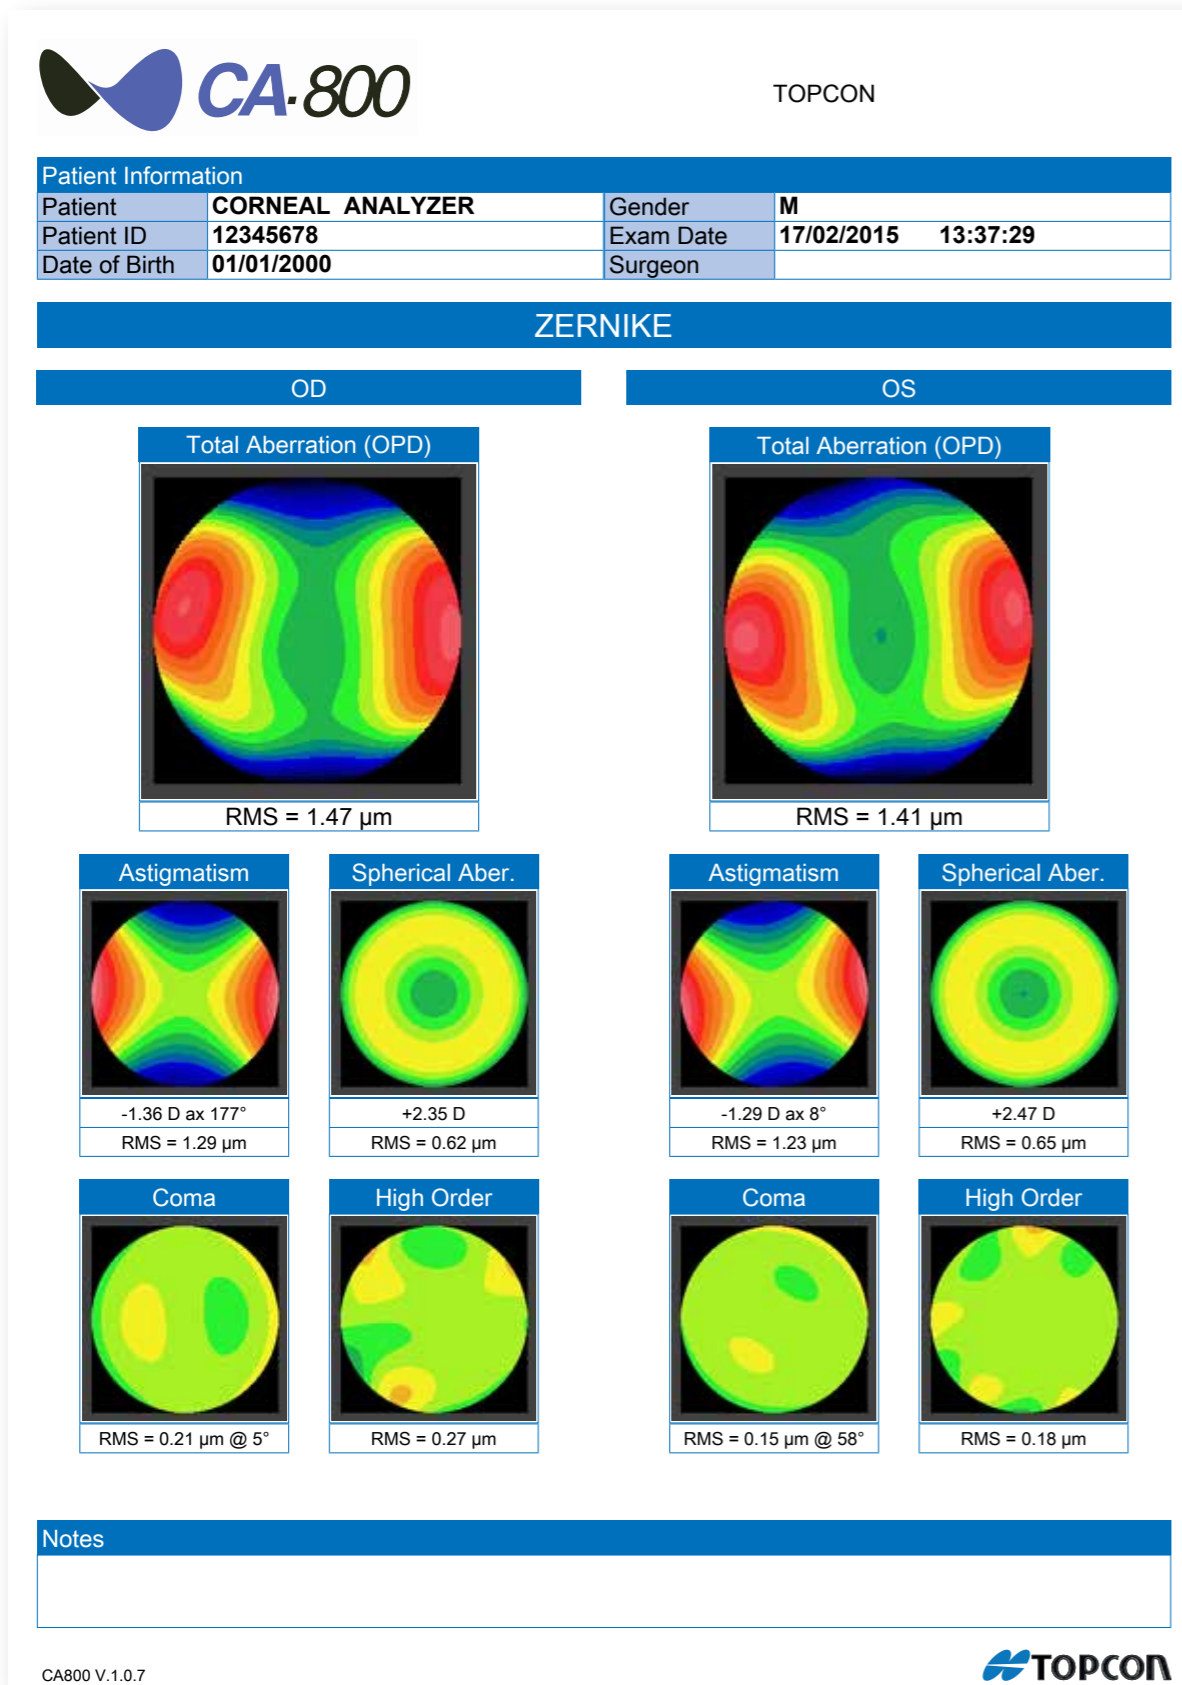 CA-800
TOPCON
Patient Information
Patient CORNEAL ANALYZER Gender M
Patient ID 12345678 Exam Date 17/02/2015 13:37:29
Date of Birth 01/01/2000 Surgeon
ZERNIKE
OD OS
Total Aberration (OPD) Total Aberration (OPD)
RMS = 1.47 µm RMS = 1.41 µm
Astigmatism Spherical Aber. Astigmatism Spherical Aber.
-1.36 D ax 177° +2.35 D -1.29 D ax 8° +2.47 D
RMS = 1.29 µm RMS = 0.62 µm RMS = 1.23 µm RMS = 0.65 µm
Coma High Order Coma High Order
RMS = 0.21 µm @ 5° RMS = 0.27 µm RMS = 0.15 µm @ 58° RMS = 0.18 µm
Notes
CA800 V.1.0.7 TOPCON